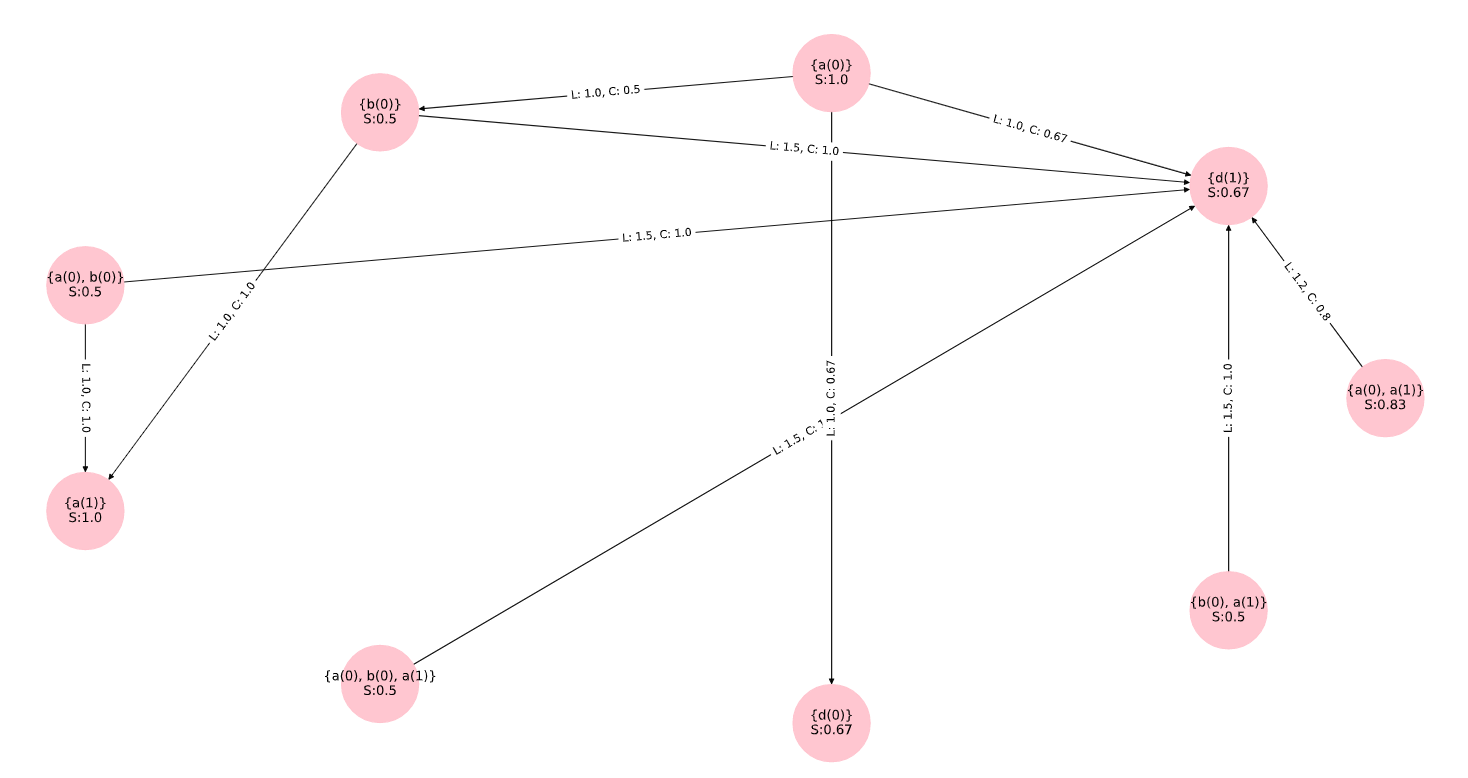 {a(0)}
S:1.0
{b(0)}
S:0.5
L: 1.0, C: 0.5
L: 1.0, C: 0.67
L: 1.5, C: 1.0
{d(1)}
S:0.67
L: 1.5, C: 1.0
{a(0), b(0)}
S:0.5
L: 1.0, C: 1.0
L: 1.2, C: 0.8
L: 1.0, C: 1.0
L: 1.0, C: 0.67
L: 1.5, C: 1.0
{a(0), a(1)}
S:0.83
L: 1.5, C:
{a(1)}
S:1.0
{b(0), a(1)}
S:0.5
{a(0), b(0), a(1)}
S:0.5
{d(0)}
S:0.67